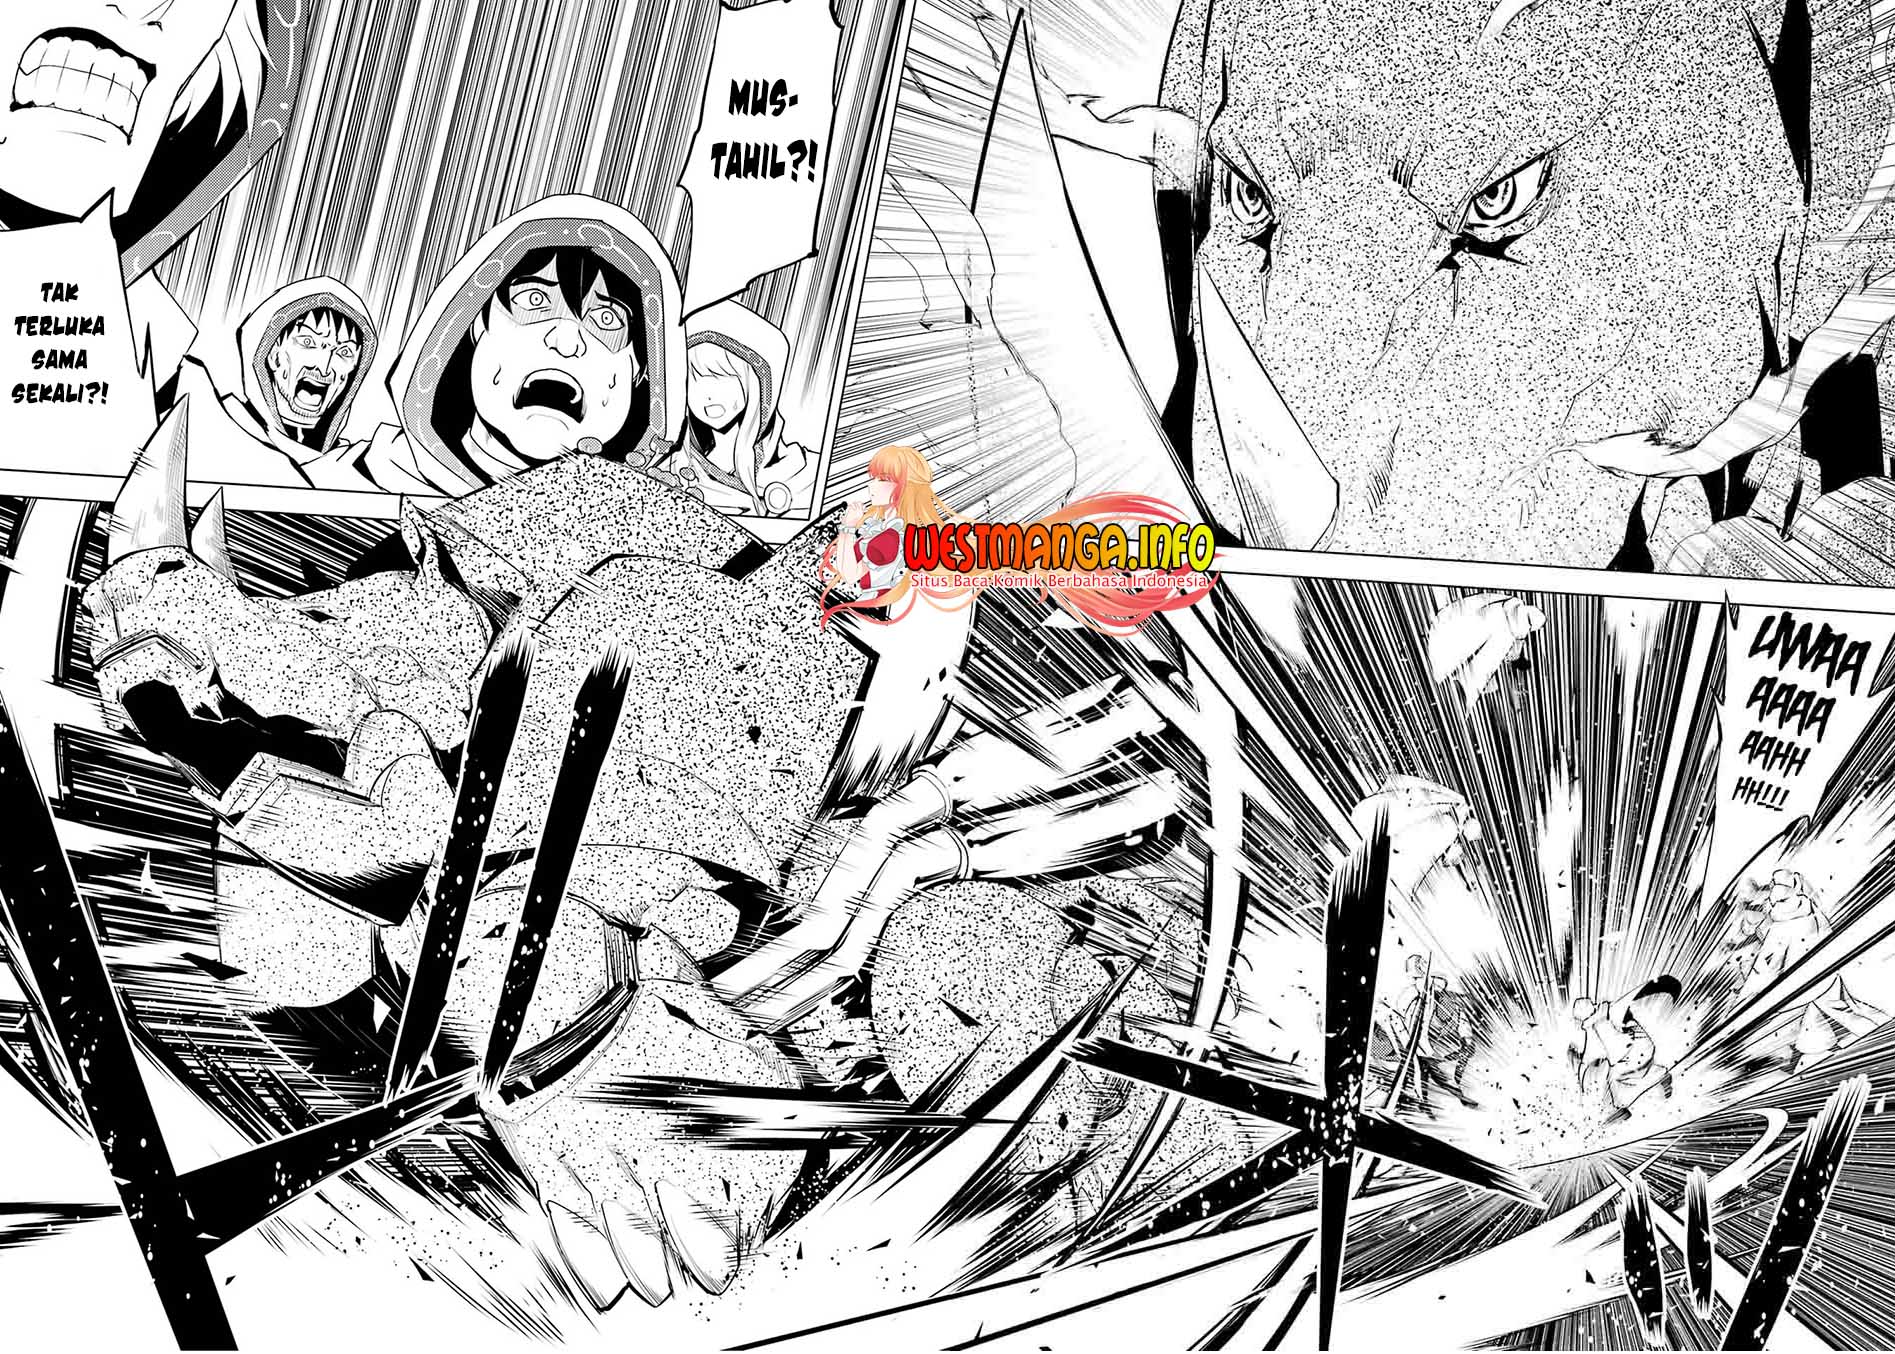 UWAA
AAAA
AAHH
HH!!!
MUS-
TAHIL?!
TAK
TERLUKA
SAMA
SEKALI?!
WESTMANGA.INFO
Situs Baca Komik Berbahasa Indonesia